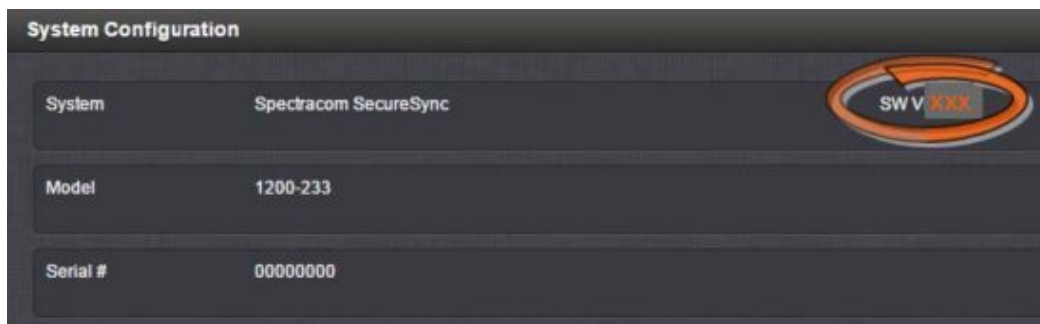 System Configuration
System Spectracom SecureSync SW V XXX
Model 1200-233
Serial # 00000000